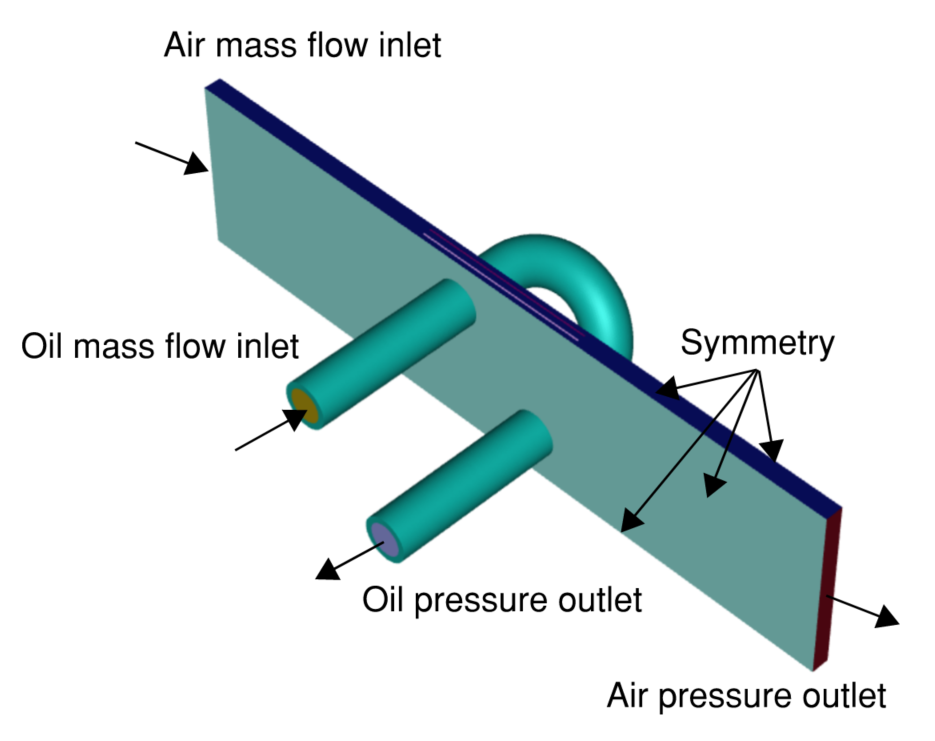 Air mass flow inlet
Oil mass flow inlet
Symmetry
Oil pressure outlet
Air pressure outlet